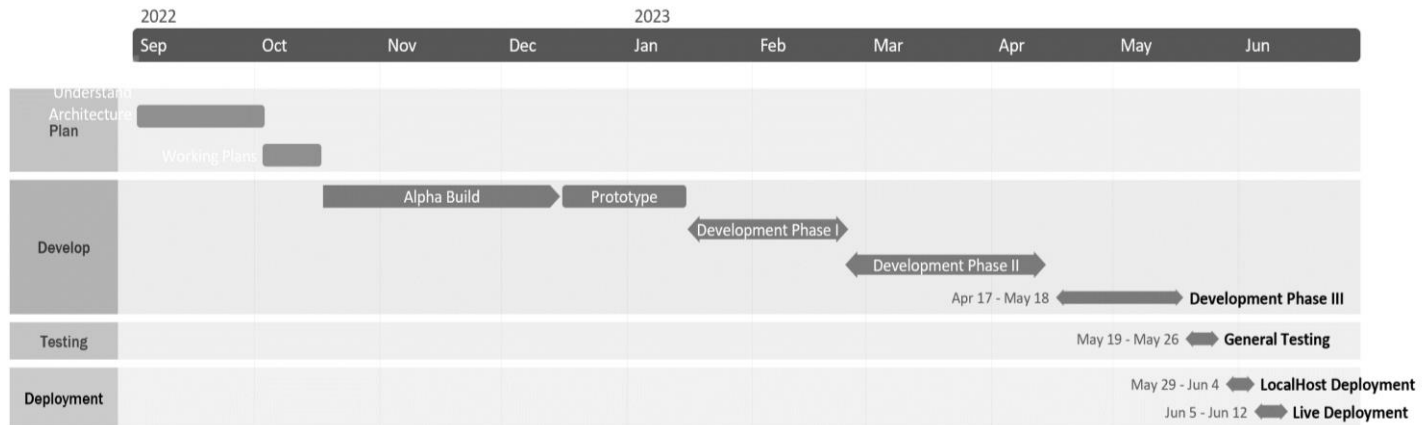 2022 2023
Sep Oct Nov Dec Jan Feb Mar Apr May Jun
Understand
Architecture
Plan
Working Plans
Alpha Build Prototype
Development Phase I
Develop
Development Phase II
Apr 17 - May 18 Development Phase III
Testing May 19 - May 26 General Testing
May 29 - Jun 4 LocalHost Deployment
Deployment
Jun 5 - Jun 12 Live Deployment